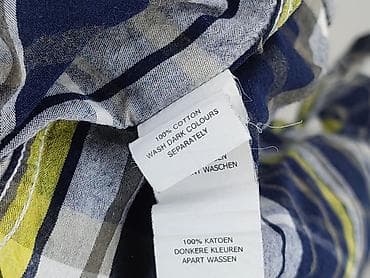 100% COTTON
WASH DARK COLOURS
SEPARATELY
WASCHEN
100% KATOEN
DONKERE KLEUREN
APART WASSEN